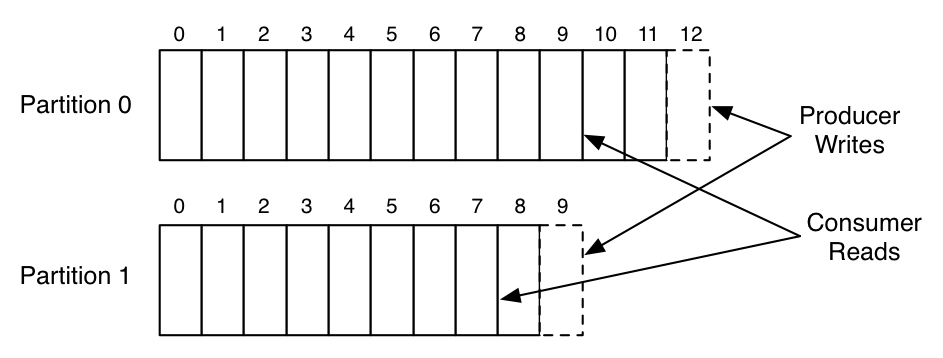 0 1 2 3 4 5 6 7 8 9 10 11 12
Partition 0
Producer
Writes
0 1 2 3 4 5 6 7 8 9
Consumer
Reads
Partition 1